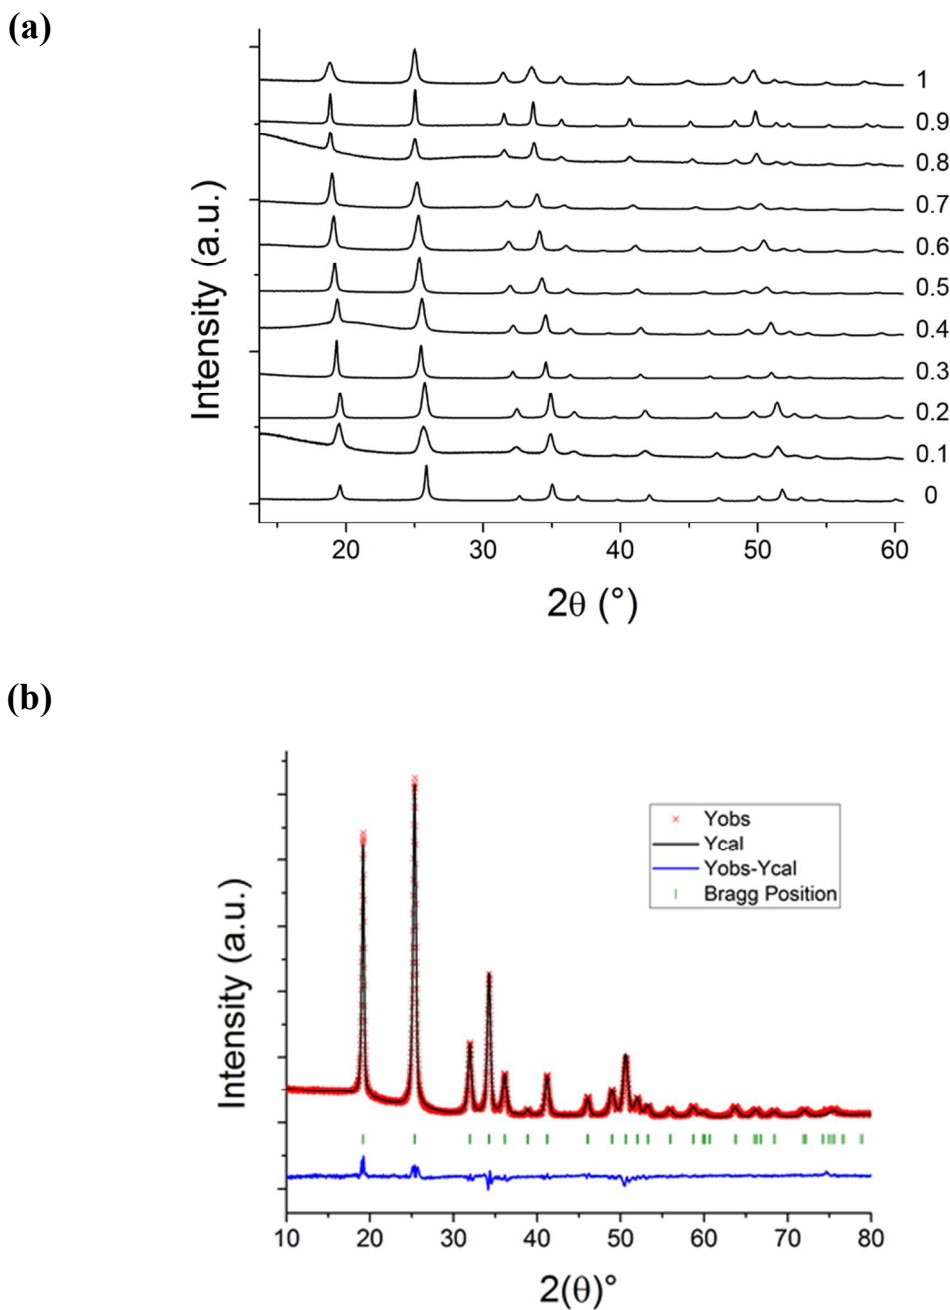 (a)
Intensity (a.u.)
1
0.9
0.8
0.7
0.6
0.5
0.4
0.3
0.2
0.1
0
20 30 40 50 60
2θ (°)
(b)
Intensity (a.u.)
Yobs
Ycal
Yobs-Ycal
Bragg Position
10 20 30 40 50 60 70 80
2(θ)°